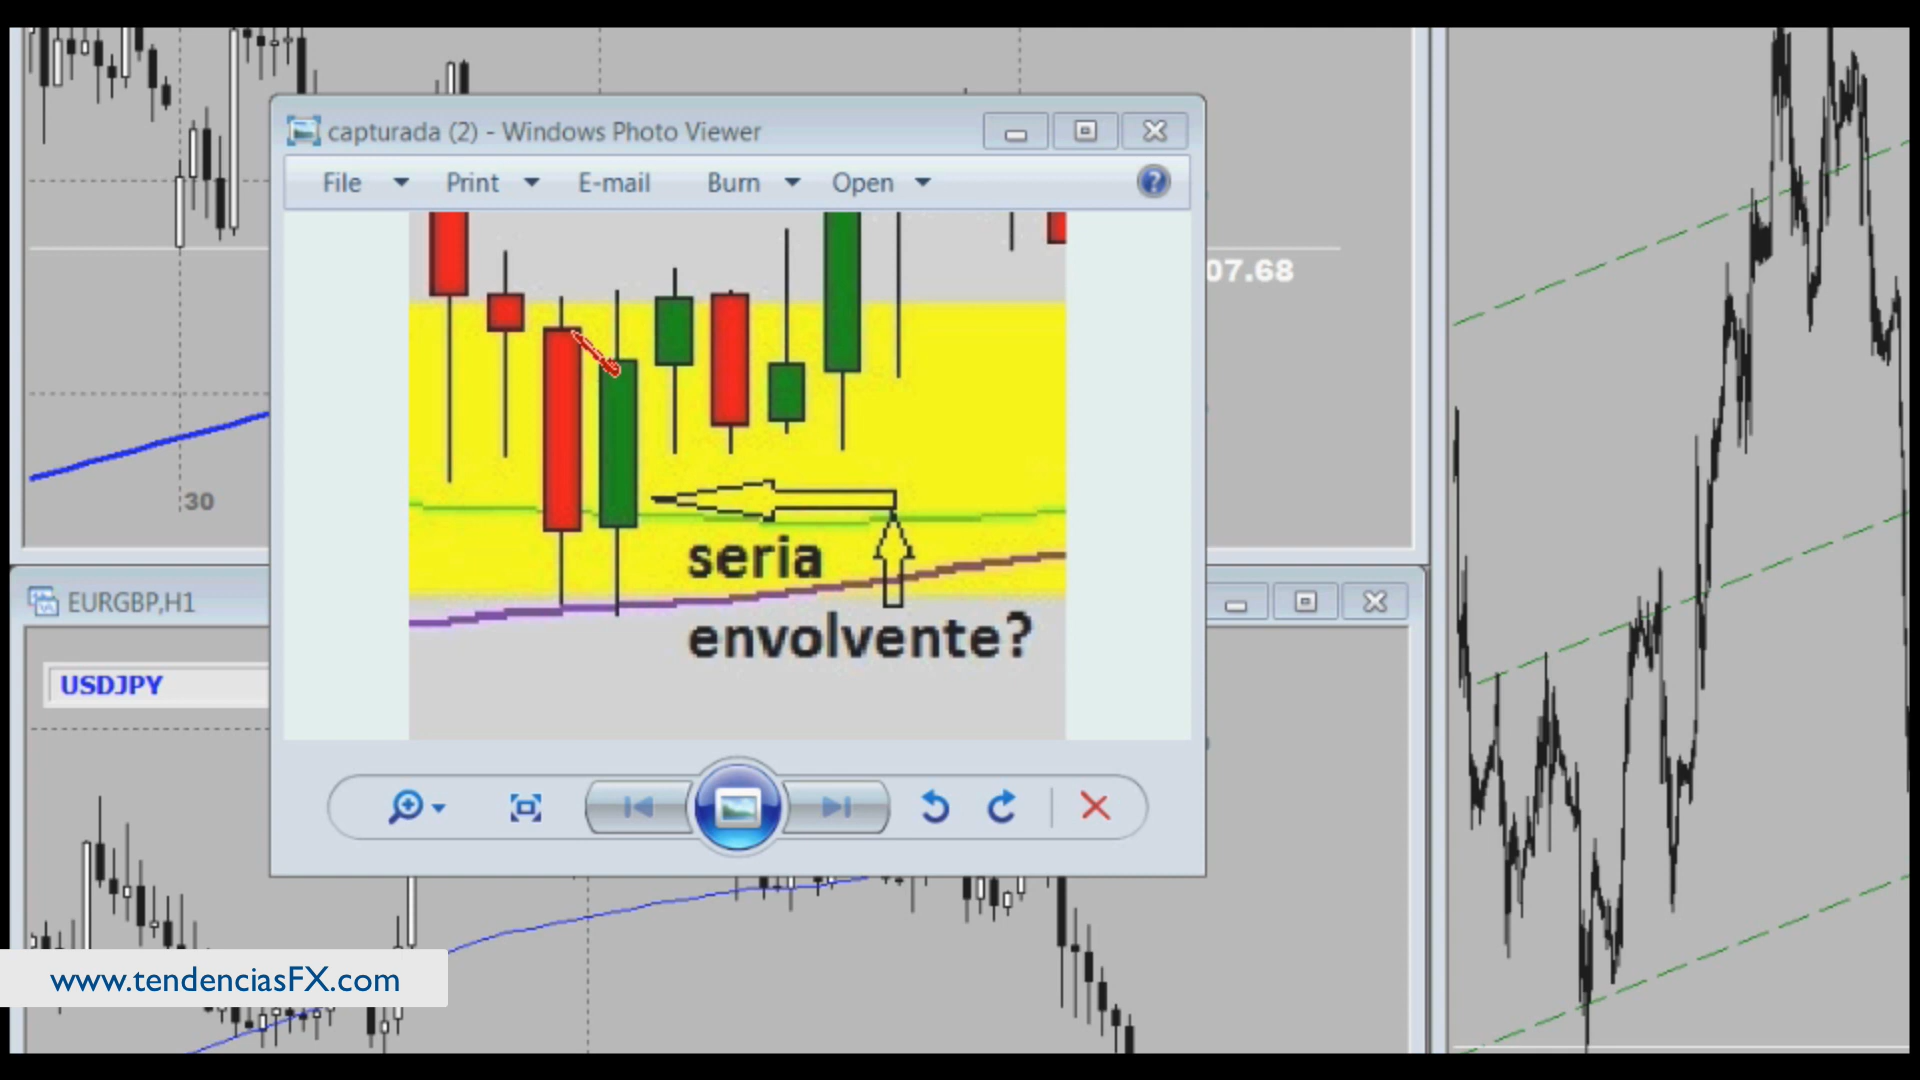 capturada (2) - Windows Photo Viewer
File Print E-mail Burn Open
07.68
30
seria
envolvente?
EURGBP,H1
USDJPY
www.tendenciasFX.com